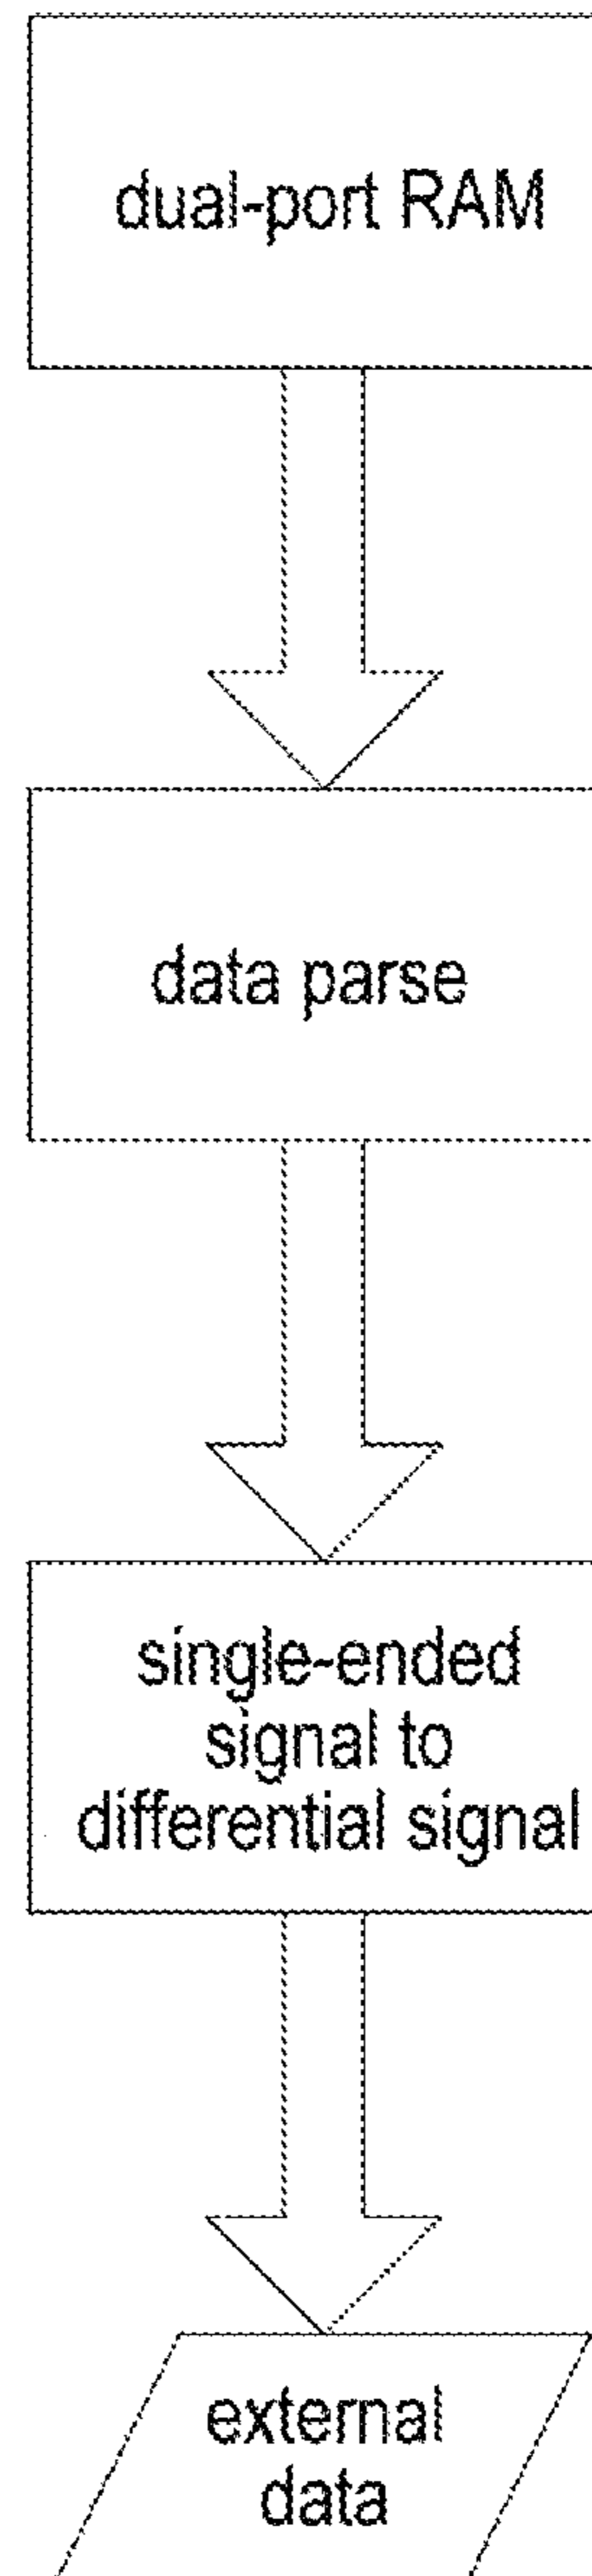 dual-port RAM
data parse
single-ended
signal to
differential signal
external
data